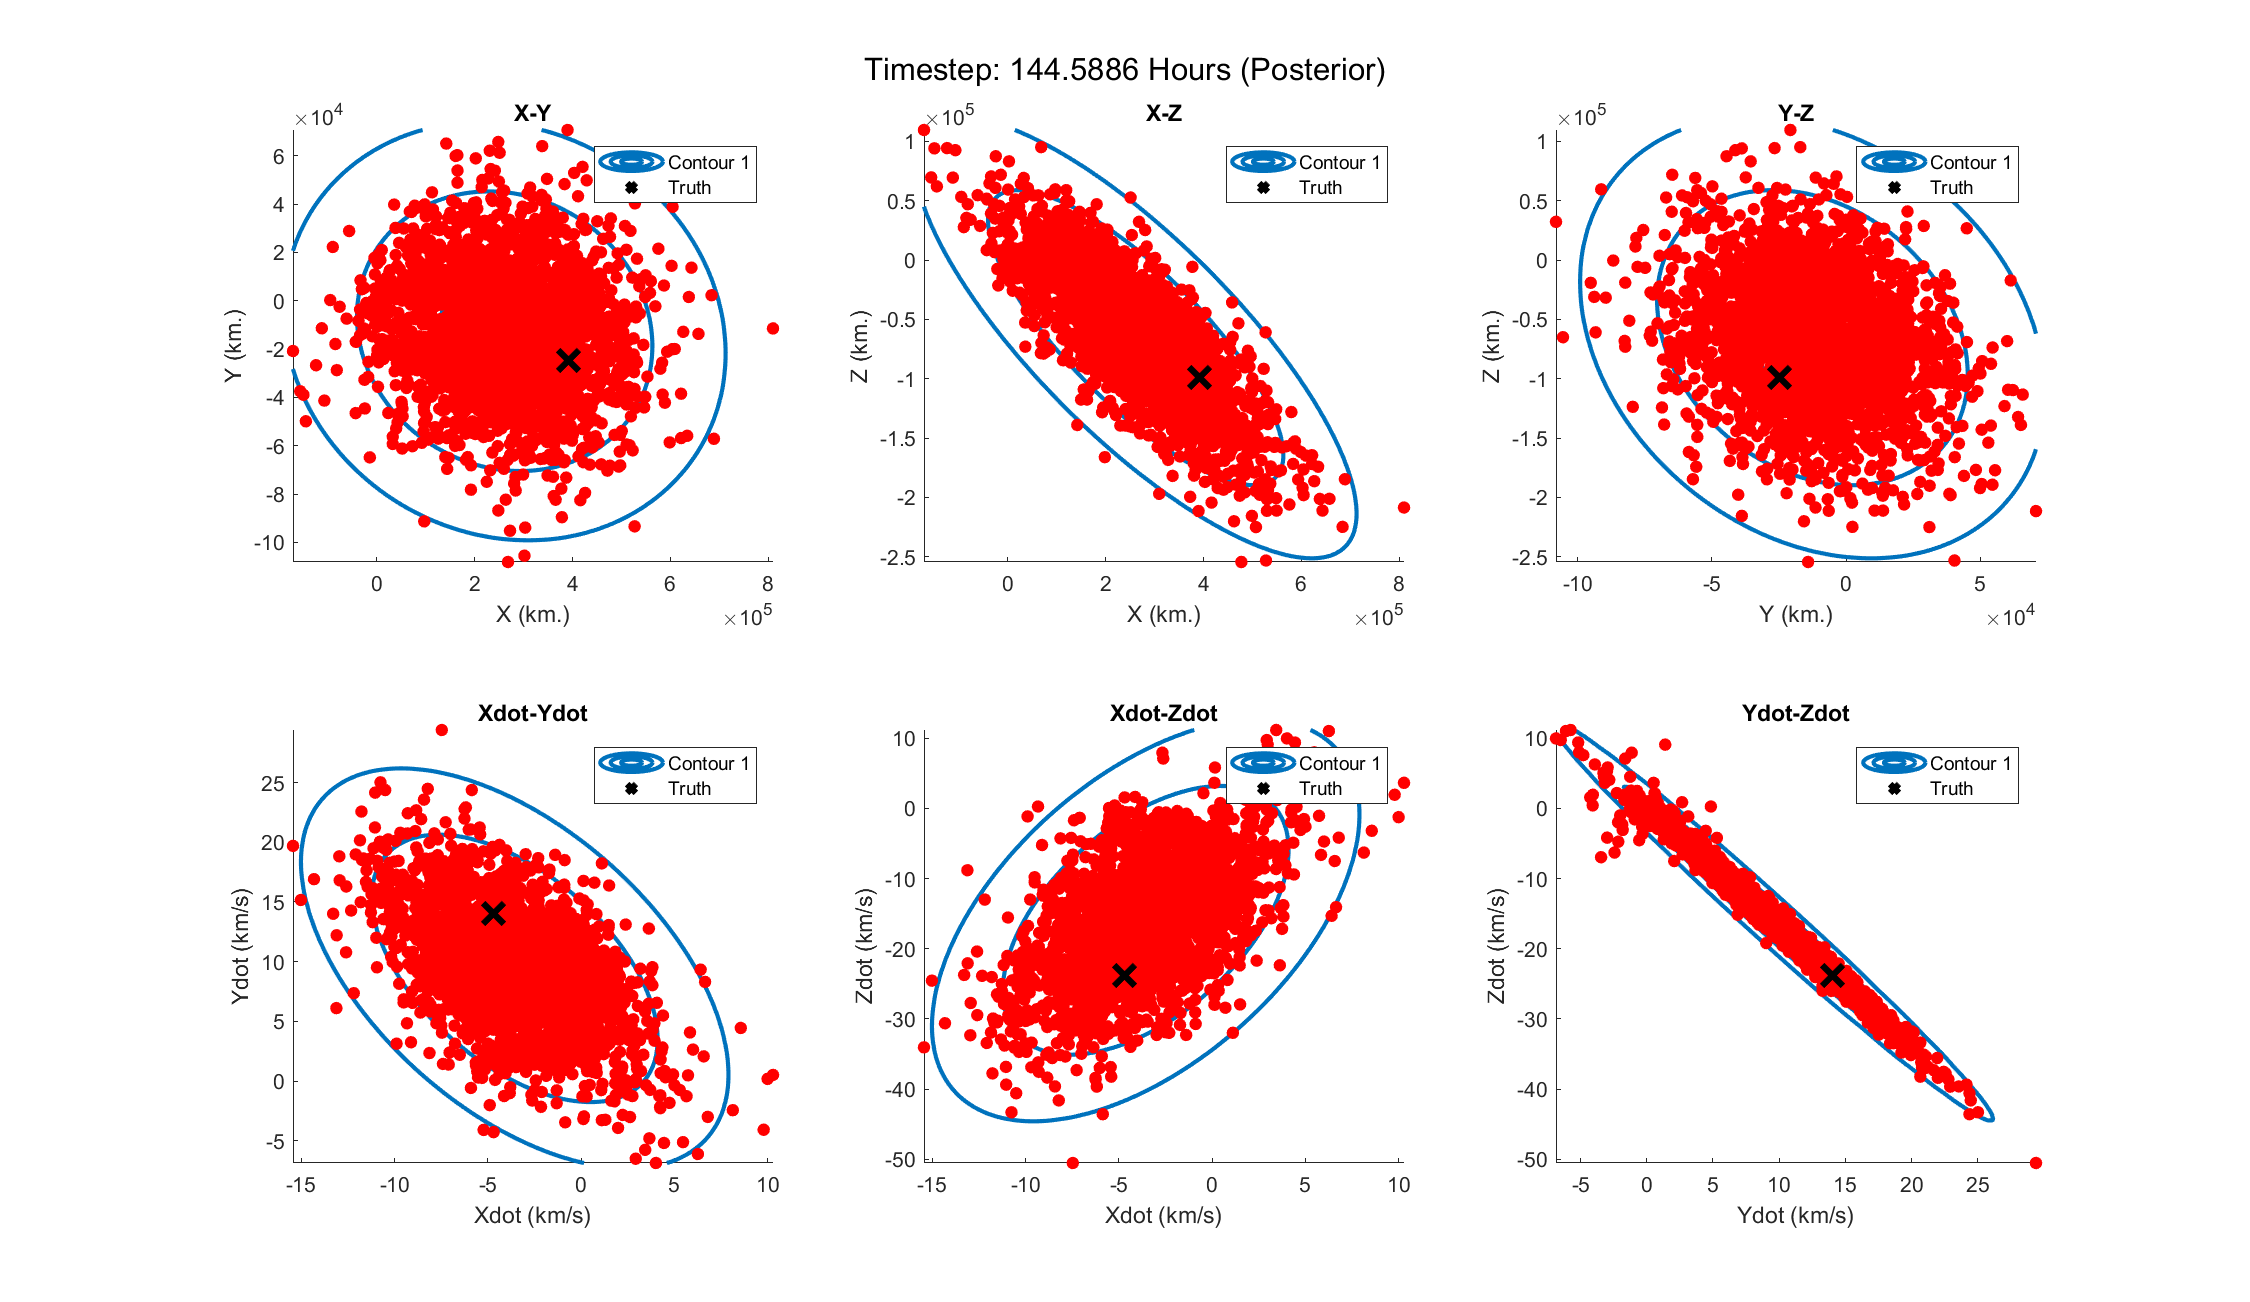 Timestep: 144.5886 Hours (Posterior)
X-Y
×10^4
6
4
2
0
-2
-4
-6
-8
-10
Y (km.)
0 2 4 6 8
X (km.)
×10^5
Contour 1
Truth
X-Z
×10^5
1
0.5
0
-0.5
-1
-1.5
-2
-2.5
Z (km.)
0 2 4 6 8
X (km.)
×10^5
Contour 1
Truth
Y-Z
×10^5
1
0.5
0
-0.5
-1
-1.5
-2
-2.5
Z (km.)
-10 -5 0 5
Y (km.)
×10^4
Contour 1
Truth
Xdot-Ydot
25
20
15
10
5
0
-5
Ydot (km/s)
-15 -10 -5 0 5 10
Xdot (km/s)
Contour 1
Truth
Xdot-Zdot
10
0
-10
-20
-30
-40
-50
Zdot (km/s)
-15 -10 -5 0 5 10
Xdot (km/s)
Contour 1
Truth
Ydot-Zdot
10
0
-10
-20
-30
-40
-50
Zdot (km/s)
-5 0 5 10 15 20 25
Ydot (km/s)
Contour 1
Truth